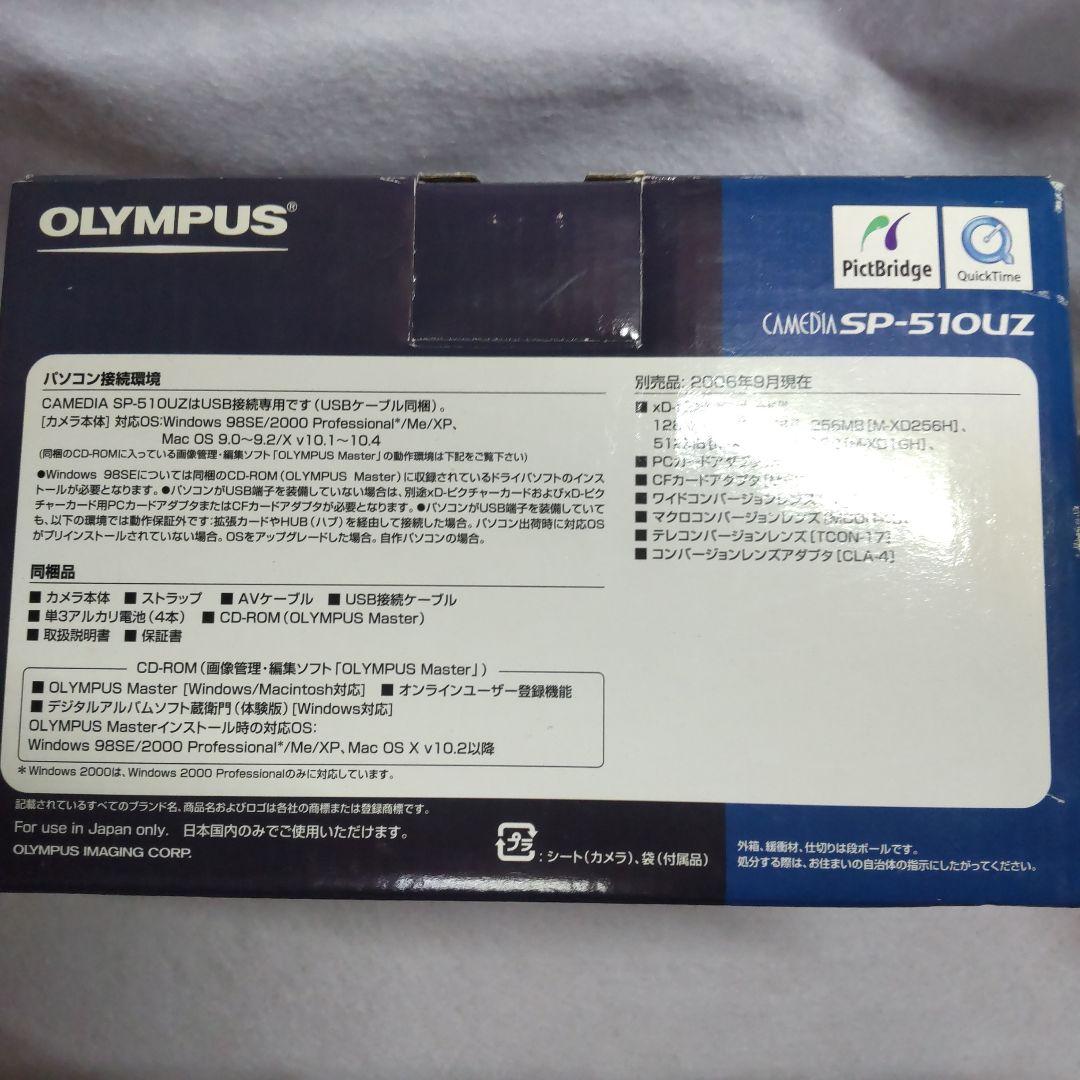 OLYMPUS®
PictBridge
QuickTime
CAMEDIA SP-510UZ
パソコン接続環境
CAMEDIA SP-510UZはUSB接続専用です(USBケーブル同梱)。
[カメラ本体] 対応OS:Windows 98SE/2000 Professional*/Me/XP、
Mac OS 9.0~9.2/X v10.1~10.4
(同梱のCD-ROMに入っている画像管理・編集ソフト「OLYMPUS Master」の動作環境は下記をご覧下さい)
●Windows 98SEについては同梱のCD-ROM(OLYMPUS Master)に収録されているドライバソフトのインス
トールが必要となります。●パソコンがUSB端子を装備していない場合は、別途xD-ピクチャーカードおよびxD-ピク
チャーカード用PCカードアダプタまたはCFカードアダプタが必要となります。●パソコンがUSB端子を装備していて
も、以下の環境では動作保証外です:拡張カードやHUB(ハブ)を経由して接続した場合。パソコン出荷時に対応OS
がプリインストールされていない場合。OSをアップグレードした場合。自作パソコンの場合。
同梱品
■ カメラ本体 ■ ストラップ ■ AVケーブル ■ USB接続ケーブル
■ 単3アルカリ電池(4本) ■ CD-ROM(OLYMPUS Master)
■ 取扱説明書 ■ 保証書
CD-ROM(画像管理・編集ソフト「OLYMPUS Master」)
■ OLYMPUS Master [Windows/Macintosh対応] ■ オンラインユーザー登録機能
■ デジタルアルバムソフト蔵衛門(体験版)[Windows対応]
OLYMPUS Masterインストール時の対応OS:
Windows 98SE/2000 Professional*/Me/XP、Mac OS X v10.2以降
*Windows 2000は、Windows 2000 Professionalのみに対応しています。
別売品: 2006年9月現在
■ xD-
256MB[M-XD256H]、
[M-XD1GH]、
■ PCカードアダプタ
■ CFカードアダプタ
■ ワイドコンバージョンレンズ
■ マクロコンバージョンレンズ
■ テレコンバージョンレンズ[TCON-17]
■ コンバージョンレンズアダプタ[CLA-4]
記載されているすべてのブランド名、商品名およびロゴは各社の商標または登録商標です。
For use in Japan only. 日本国内のみでご使用いただけます。
OLYMPUS IMAGING CORP.
プラ :シート(カメラ)、袋(付属品)
外箱、緩衝材、仕切りは段ボールです。
処分する際は、お住まいの自治体の指示にしたがってください。